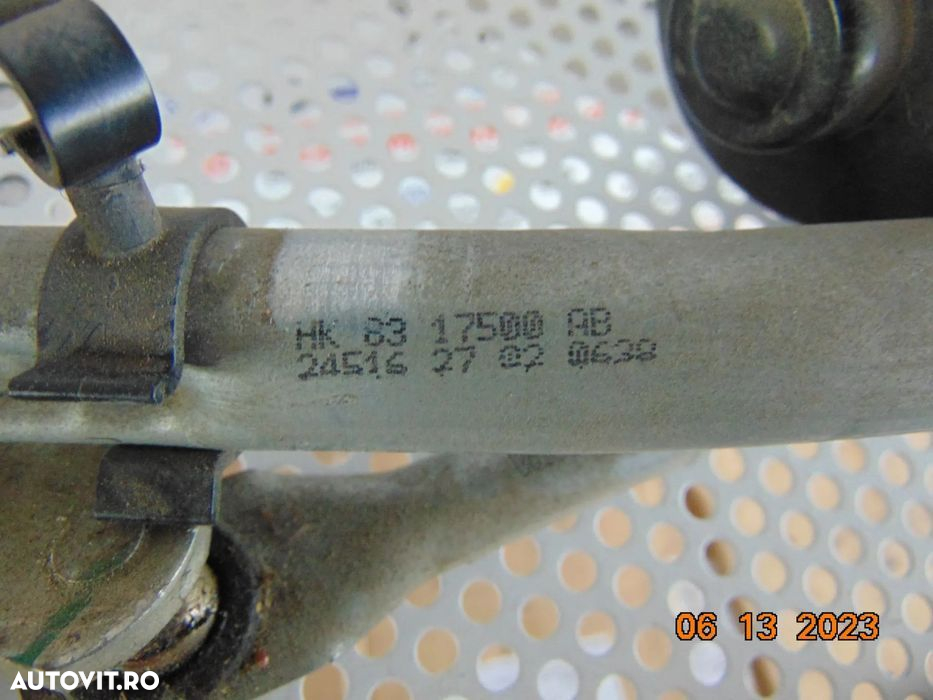 HK 83 17500 AB
24516 27 02 0638
06 13 2023
AUTOVIT.RO